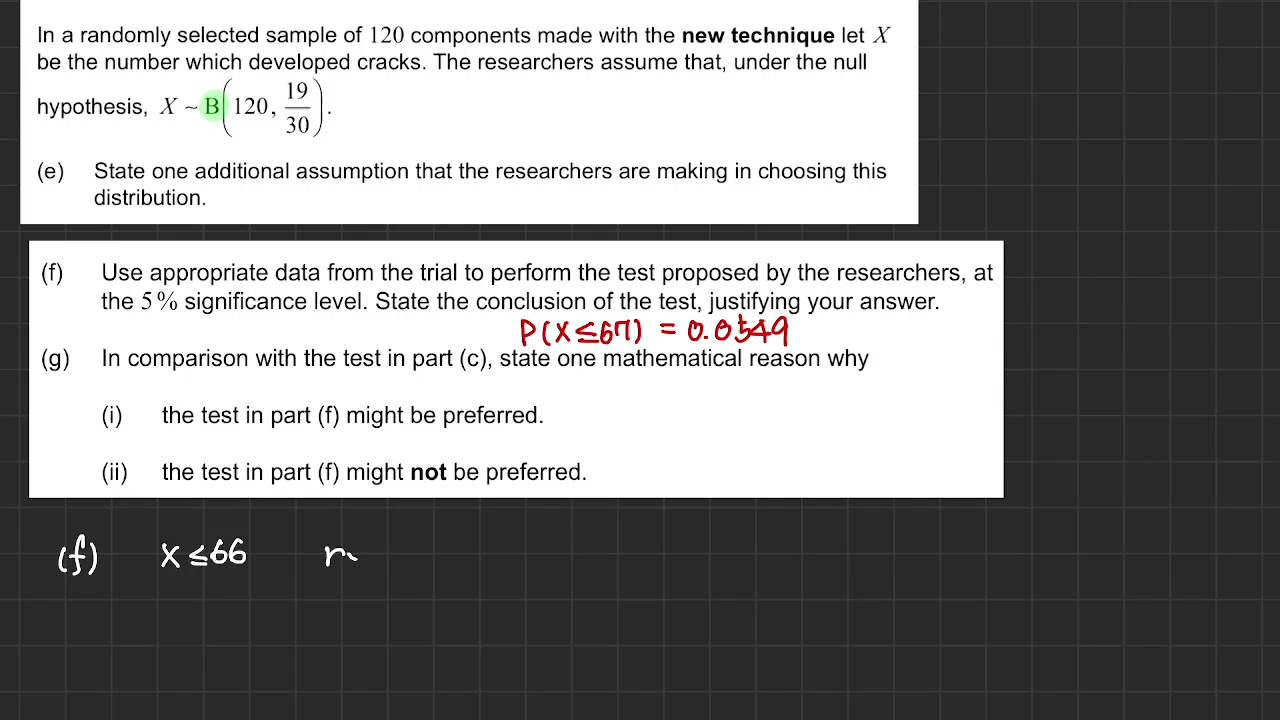 In a randomly selected sample of 120 components made with the new technique let X
be the number which developed cracks. The researchers assume that, under the null
hypothesis, X ~ B(120, 19/30).
(e) State one additional assumption that the researchers are making in choosing this
distribution.
(f) Use appropriate data from the trial to perform the test proposed by the researchers, at
the 5% significance level. State the conclusion of the test, justifying your answer.
P(X≤67) = 0.0549
(g) In comparison with the test in part (c), state one mathematical reason why
(i) the test in part (f) might be preferred.
(ii) the test in part (f) might not be preferred.
(f) X ≤66